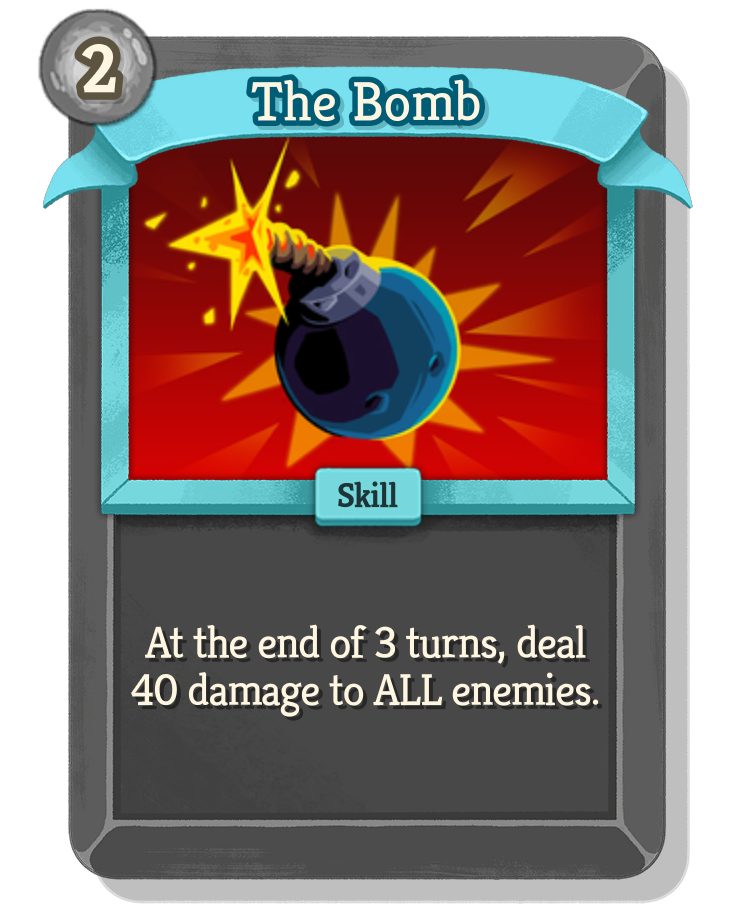 2
The Bomb
Skill
At the end of 3 turns, deal
40 damage to ALL enemies.